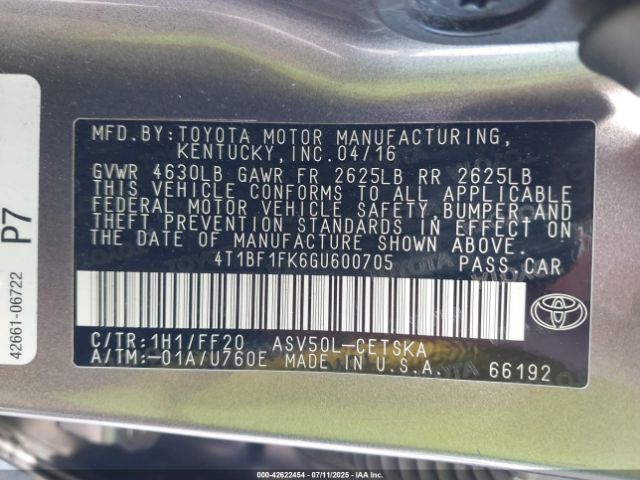 MFD.BY:TOYOTA MOTOR MANUFACTURING,
KENTUCKY,INC.04/16
GVWR 4630LB GAWR FR 2625LB RR 2625LB
THIS VEHICLE CONFORMS TO ALL APPLICABLE
FEDERAL MOTOR VEHICLE SAFETY,BUMPER,AND
THEFT PREVENTION STANDARDS IN EFFECT ON
THE DATE OF MANUFACTURE SHOWN ABOVE.
4T1BF1FK6GU600705 PASS.CAR
C/TR:1H1/FF20 ASV50L-CETSKA
A/TM:-01A/U760E MADE IN U.S.A.
66192
42661-06722 P7
000-42622454 - 07/11/2025 - IAAI.COM